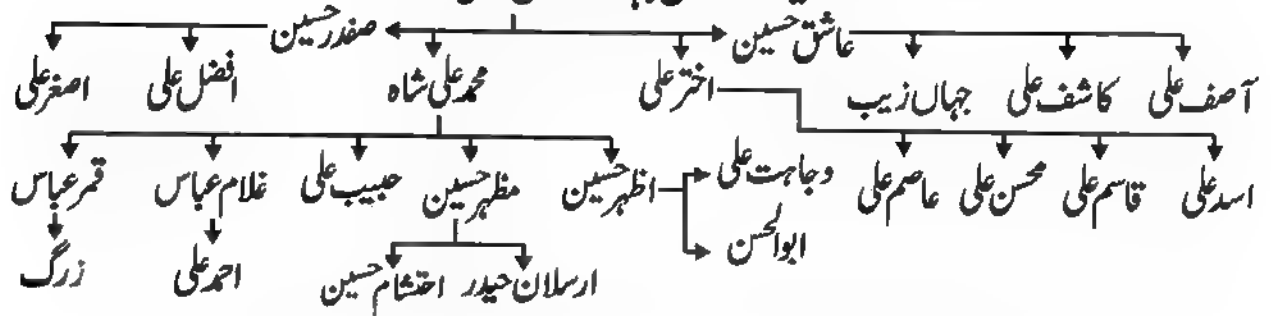 عاشق حسین صفدر حسین
آصف علی کاشف علی جہاں زیب اختر علی محمد علی شاہ افضل علی اصغر علی
اسد علی قاسم علی محسن علی عاصم علی وجاہت علی اظہر حسین مظہر حسین حبیب علی غلام عباس قمر عباس
ابوالحسن
ارسلان حیدر احتشام حسین احمد علی زرگ